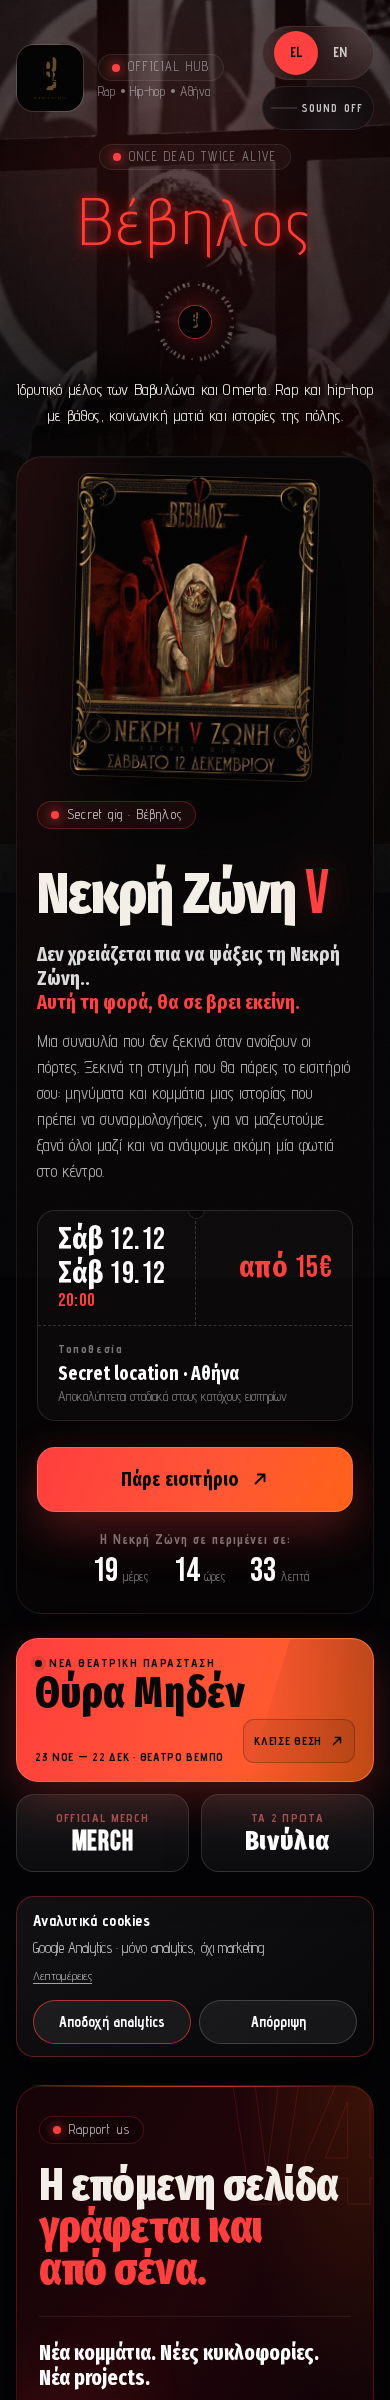 OFFICIAL HUB
Rap • Hip-hop • Αθήνα
EL
EN
SOUND OFF
ONCE DEAD TWICE ALIVE
Βέβηλος
Ιδρυτικό μέλος των Βαβυλώνα και Omerta. Rap και hip-hop
με βάθος, κοινωνική ματιά και ιστορίες της πόλης.
ΒΕΒΗΛΟΣ
ΝΕΚΡΗ V ΖΩΝΗ
SECRET GIG
ΣΑΒΒΑΤΟ 12 ΔΕΚΕΜΒΡΙΟΥ
Secret gig · Βέβηλος
Νεκρή Ζώνη V
Δεν χρειάζεται πια να ψάξεις τη Νεκρή
Ζώνη..
Αυτή τη φορά, θα σε βρει εκείνη.
Μια συναυλία που δεν ξεκινά όταν ανοίξουν οι
πόρτες. Ξεκινά τη στιγμή που θα πάρεις το εισιτήριό
σου: μηνύματα και κομμάτια μιας ιστορίας που
πρέπει να συναρμολογήσεις, για να μαζευτούμε
ξανά όλοι μαζί και να ανάψουμε ακόμη μία φωτιά
στο κέντρο.
Σάβ 12.12
Σάβ 19.12
20:00
από 15€
Τοποθεσία
Secret location · Αθήνα
Αποκαλύπτεται σταδιακά στους κατόχους εισιτηρίων
Πάρε εισιτήριο ↗
Η Νεκρή Ζώνη σε περιμένει σε:
19 μέρες 14 ώρες 33 λεπτά
ΝΕΑ ΘΕΑΤΡΙΚΗ ΠΑΡΑΣΤΑΣΗ
Θύρα Μηδέν
23 ΝΟΕ — 22 ΔΕΚ · ΘΕΑΤΡΟ ΒΕΜΠΟ
ΚΛΕΙΣΕ ΘΕΣΗ ↗
OFFICIAL MERCH
MERCH
ΤΑ 2 ΠΡΩΤΑ
Βινύλια
Αναλυτικά cookies
Google Analytics · μόνο analytics, όχι marketing
Λεπτομέρειες
Αποδοχή analytics
Απόρριψη
Rapport us
Η επόμενη σελίδα
γράφεται και
από σένα.
Νέα κομμάτια. Νέες κυκλοφορίες.
Νέα projects.